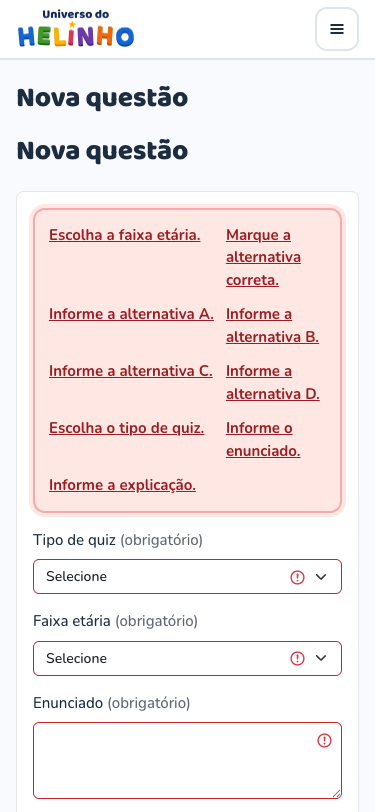 Universo do
HELINHO
Nova questão
Nova questão
Escolha a faixa etária.
Marque a
alternativa
correta.
Informe a alternativa A.
Informe a
alternativa B.
Informe a alternativa C.
Informe a
alternativa D.
Escolha o tipo de quiz.
Informe o
enunciado.
Informe a explicação.
Tipo de quiz (obrigatório)
Selecione
Faixa etária (obrigatório)
Selecione
Enunciado (obrigatório)